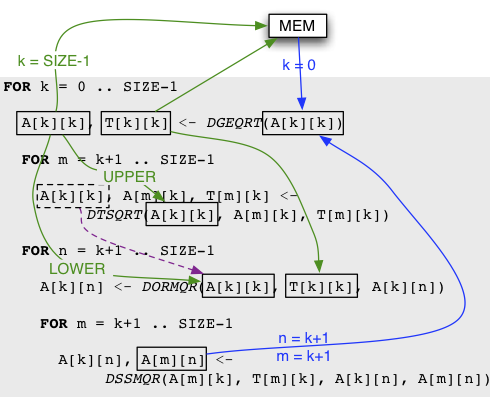 MEM
k = SIZE-1
k = 0
FOR k = 0 .. SIZE-1
A[k][k], T[k][k] <- DGEQRT(A[k][k])
FOR m = k+1 .. SIZE-1
UPPER
A[k][k], A[m][k], T[m][k] <-
DTSQRT(A[k][k], A[m][k], T[m][k])
FOR n = k+1 .. SIZE-1
LOWER
A[k][n] <- DORMQR(A[k][k], T[k][k], A[k][n])
FOR m = k+1 .. SIZE-1
n = k+1
m = k+1
A[k][n], A[m][n] <-
DSSMQR(A[m][k], T[m][k], A[k][n], A[m][n])